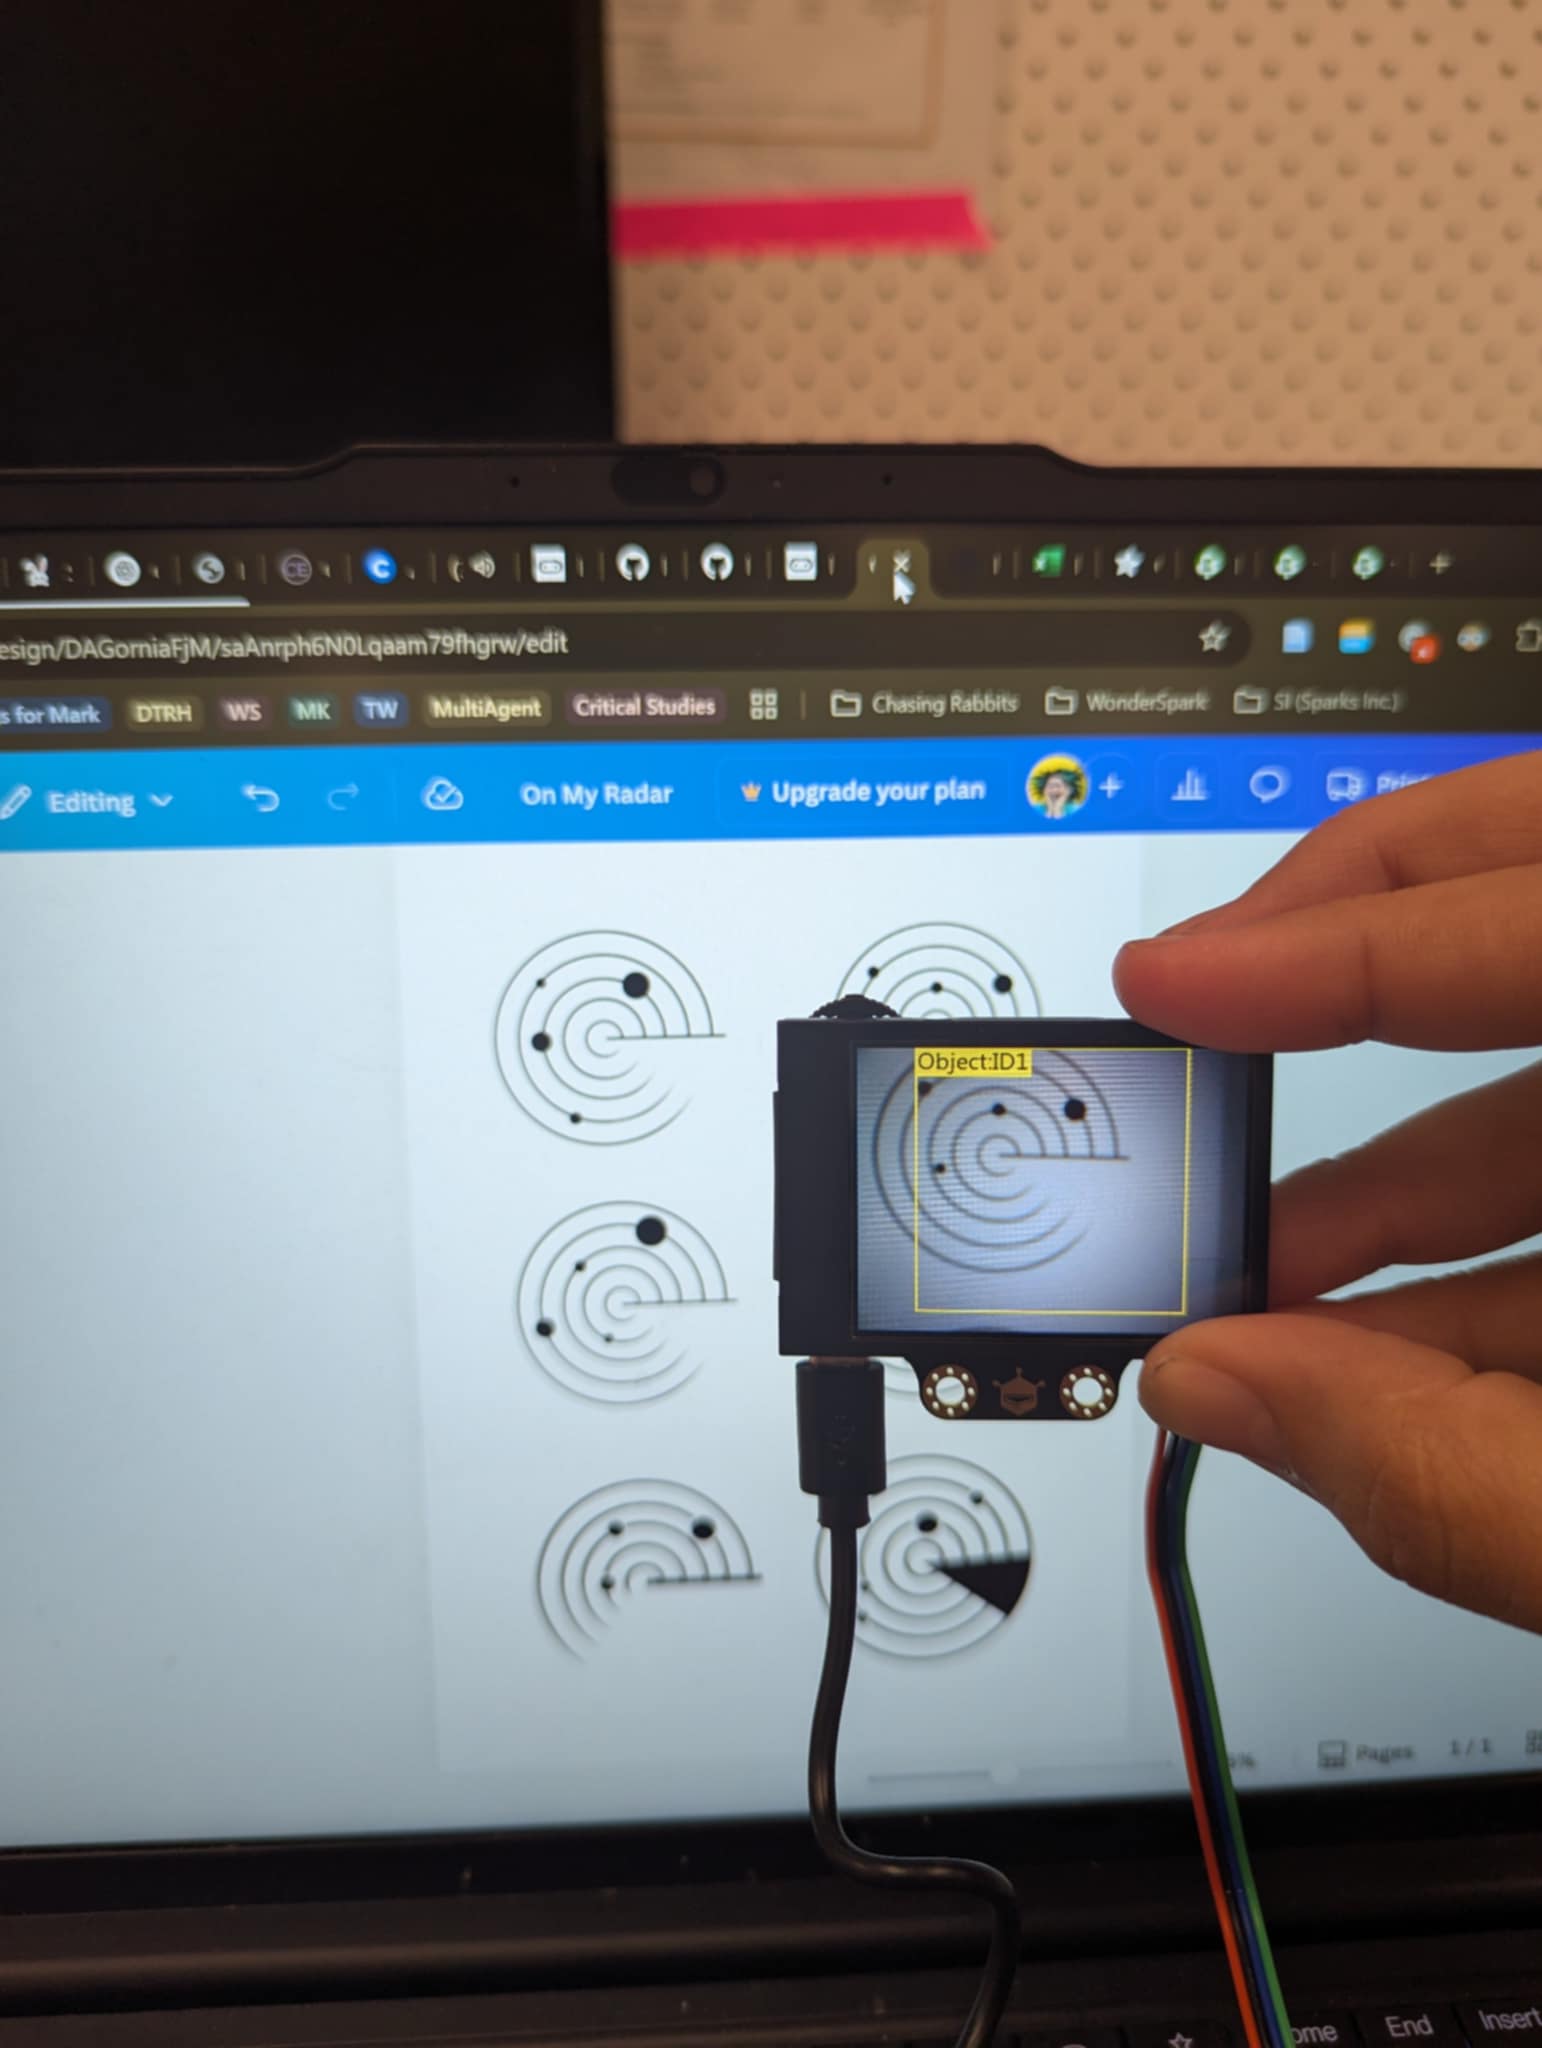 esign/DAGorniaFjM/saAnrph6N0Lqaam79fhgrw/edit
s for Mark DTRH WS MK TW MultiAgent Critical Studies Chasing Rabbits WonderSpark SI (Sparks Inc.)
Editing On My Radar Upgrade your plan Prin
Object:ID1
% Pages 1/1
ome End Insert